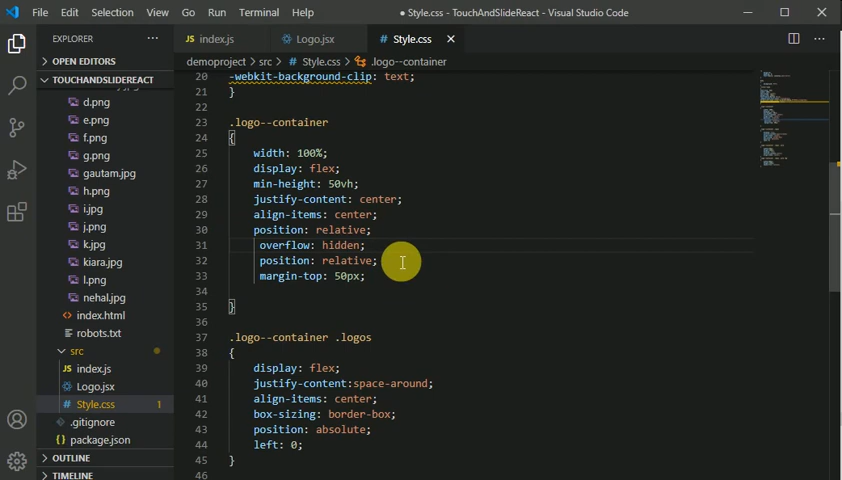 File Edit Selection View Go Run Terminal Help
● Style.css - TouchAndSlideReact - Visual Studio Code
EXPLORER ···
JS index.js
Logo.jsx
# Style.css
OPEN EDITORS
demoproject > src > # Style.css > .logo--container
TOUCHANDSLIDEREACT
d.png
e.png
f.png
g.png
gautam.jpg
h.png
i.jpg
j.png
k.jpg
kiara.jpg
l.png
nehal.jpg
<> index.html
robots.txt
src
JS index.js
Logo.jsx
# Style.css 1
.gitignore
{} package.json
OUTLINE
TIMELINE
20 -webkit-background-clip: text;
21 }
22
23 .logo--container
24 {
25 width: 100%;
26 display: flex;
27 min-height: 50vh;
28 justify-content: center;
29 align-items: center;
30 position: relative;
31 overflow: hidden;
32 position: relative;
33 margin-top: 50px;
34
35 }
36
37 .logo--container .logos
38 {
39 display: flex;
40 justify-content:space-around;
41 align-items: center;
42 box-sizing: border-box;
43 position: absolute;
44 left: 0;
45 }
46